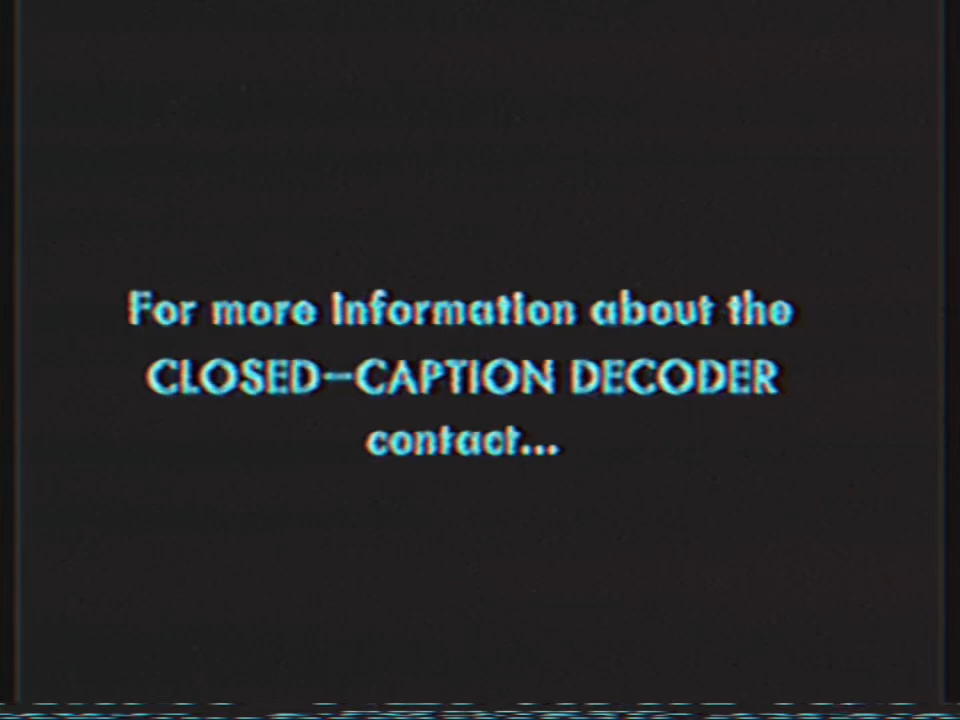 For more information about the
CLOSED-CAPTION DECODER
contact...